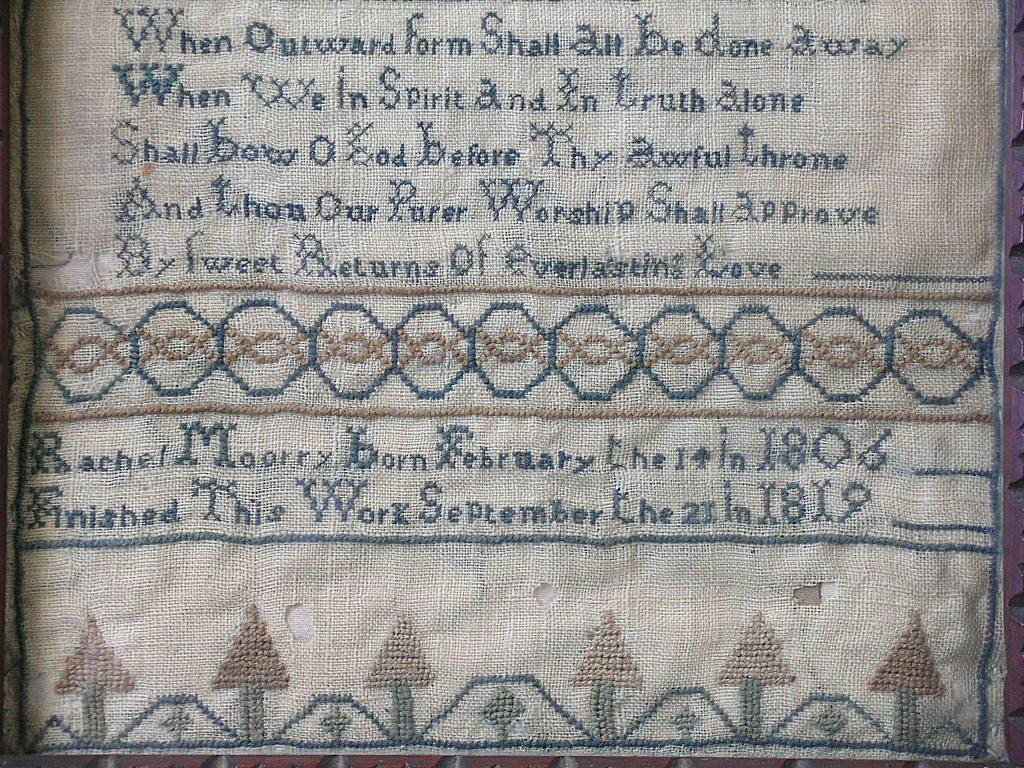 When Outward form Shall all be done away
When We In Spirit and In truth alone
Shall bow O God before Thy awful throne
And thou Our Purer Worship Shall approve
By sweet Returns Of everlasting Love
Rachel Moorry born February the 14 in 1806
Finished This Work September the 21 In 1819